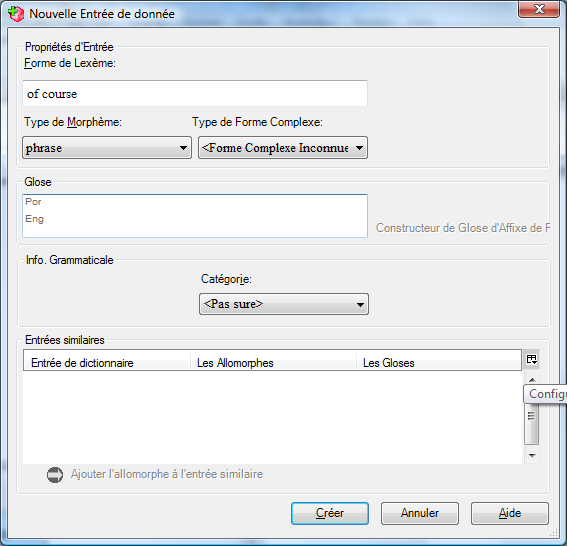 Nouvelle Entrée de donnée
Propriétés d'Entrée
Forme de Lexème:
of course
Type de Morphème: Type de Forme Complexe:
phrase <Forme Complexe Inconnue
Glose
Por
Eng
Constructeur de Glose d'Affixe de F
Info. Grammaticale
Catégorie:
<Pas sure>
Entrées similaires
Entrée de dictionnaire Les Allomorphes Les Gloses
Config
Ajouter l'allomorphe à l'entrée similaire
Créer Annuler Aide